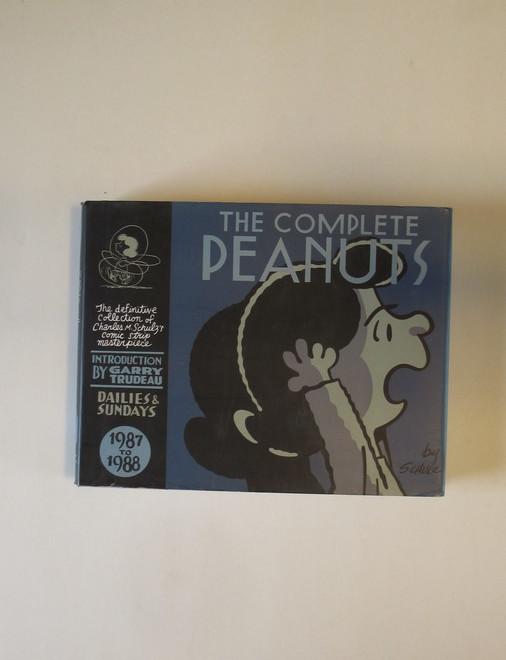 THE COMPLETE
PEANUTS
The definitive
collection of
Charles M. Schulz's
comic strip
masterpiece
INTRODUCTION
BY GARRY
TRUDEAU
DAILIES &
SUNDAYS
1987
TO
1988
by
Schulz